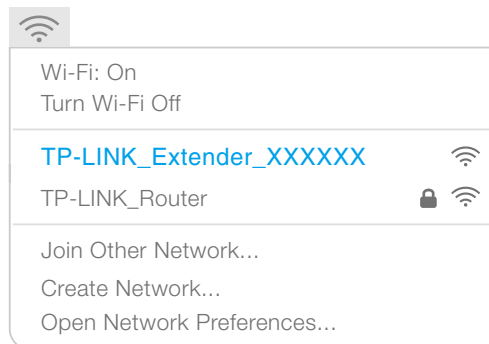 Wi-Fi: On
Turn Wi-Fi Off
TP-LINK_Extender_XXXXXX
TP-LINK_Router
Join Other Network...
Create Network...
Open Network Preferences...